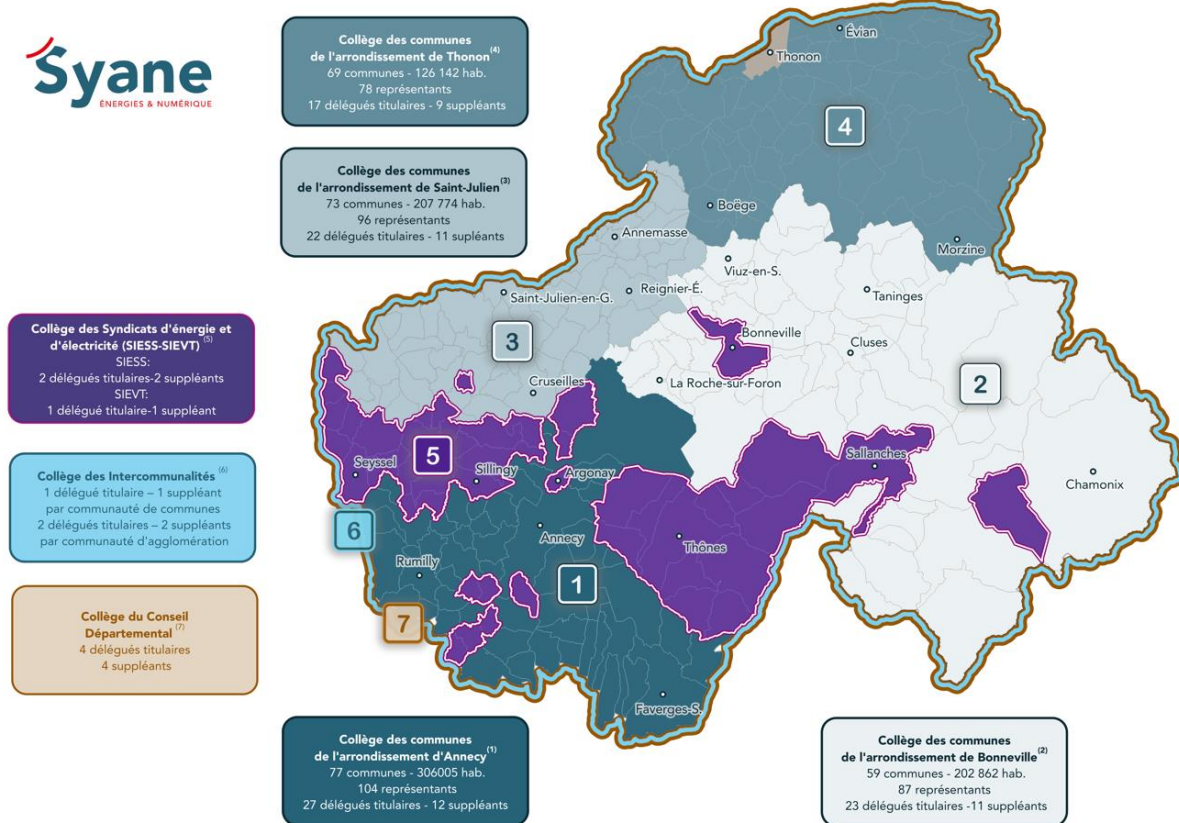 Syane
ÉNERGIES & NUMÉRIQUE
Collège des communes
de l'arrondissement de Thonon (4)
69 communes - 126 142 hab.
78 représentants
17 délégués titulaires - 9 suppléants
Collège des communes
de l'arrondissement de Saint-Julien (3)
73 communes - 207 774 hab.
96 représentants
22 délégués titulaires - 11 supléants
Collège des Syndicats d'énergie et
d'électricité (SIESS-SIEVT) (5)
SIESS:
2 délégués titulaires-2 suppléants
SIEVT:
1 délégué titulaire-1 suppléant
Collège des Intercommunalités (6)
1 délégué titulaire – 1 suppléant
par communauté de communes
2 délégués titulaires – 2 suppléants
par communauté d'agglomération
Collège du Conseil
Départemental (7)
4 délégués titulaires
4 suppléants
Évian
Thonon
4
Boëge
Annemasse
Morzine
Viuz-en-S.
Saint-Julien-en-G.
Reignier-É.
Taninges
3
Bonneville
Cluses
Cruseilles
La Roche-sur-Foron
2
5
Seyssel
Sillingy
Argonay
Sallanches
Chamonix
6
Annecy
Thônes
Rumilly
1
7
Faverges-S.
Collège des communes
de l'arrondissement d'Annecy (1)
77 communes - 306005 hab.
104 représentants
27 délégués titulaires - 12 suppléants
Collège des communes
de l'arrondissement de Bonneville (2)
59 communes - 202 862 hab.
87 représentants
23 délégués titulaires -11 suppléants